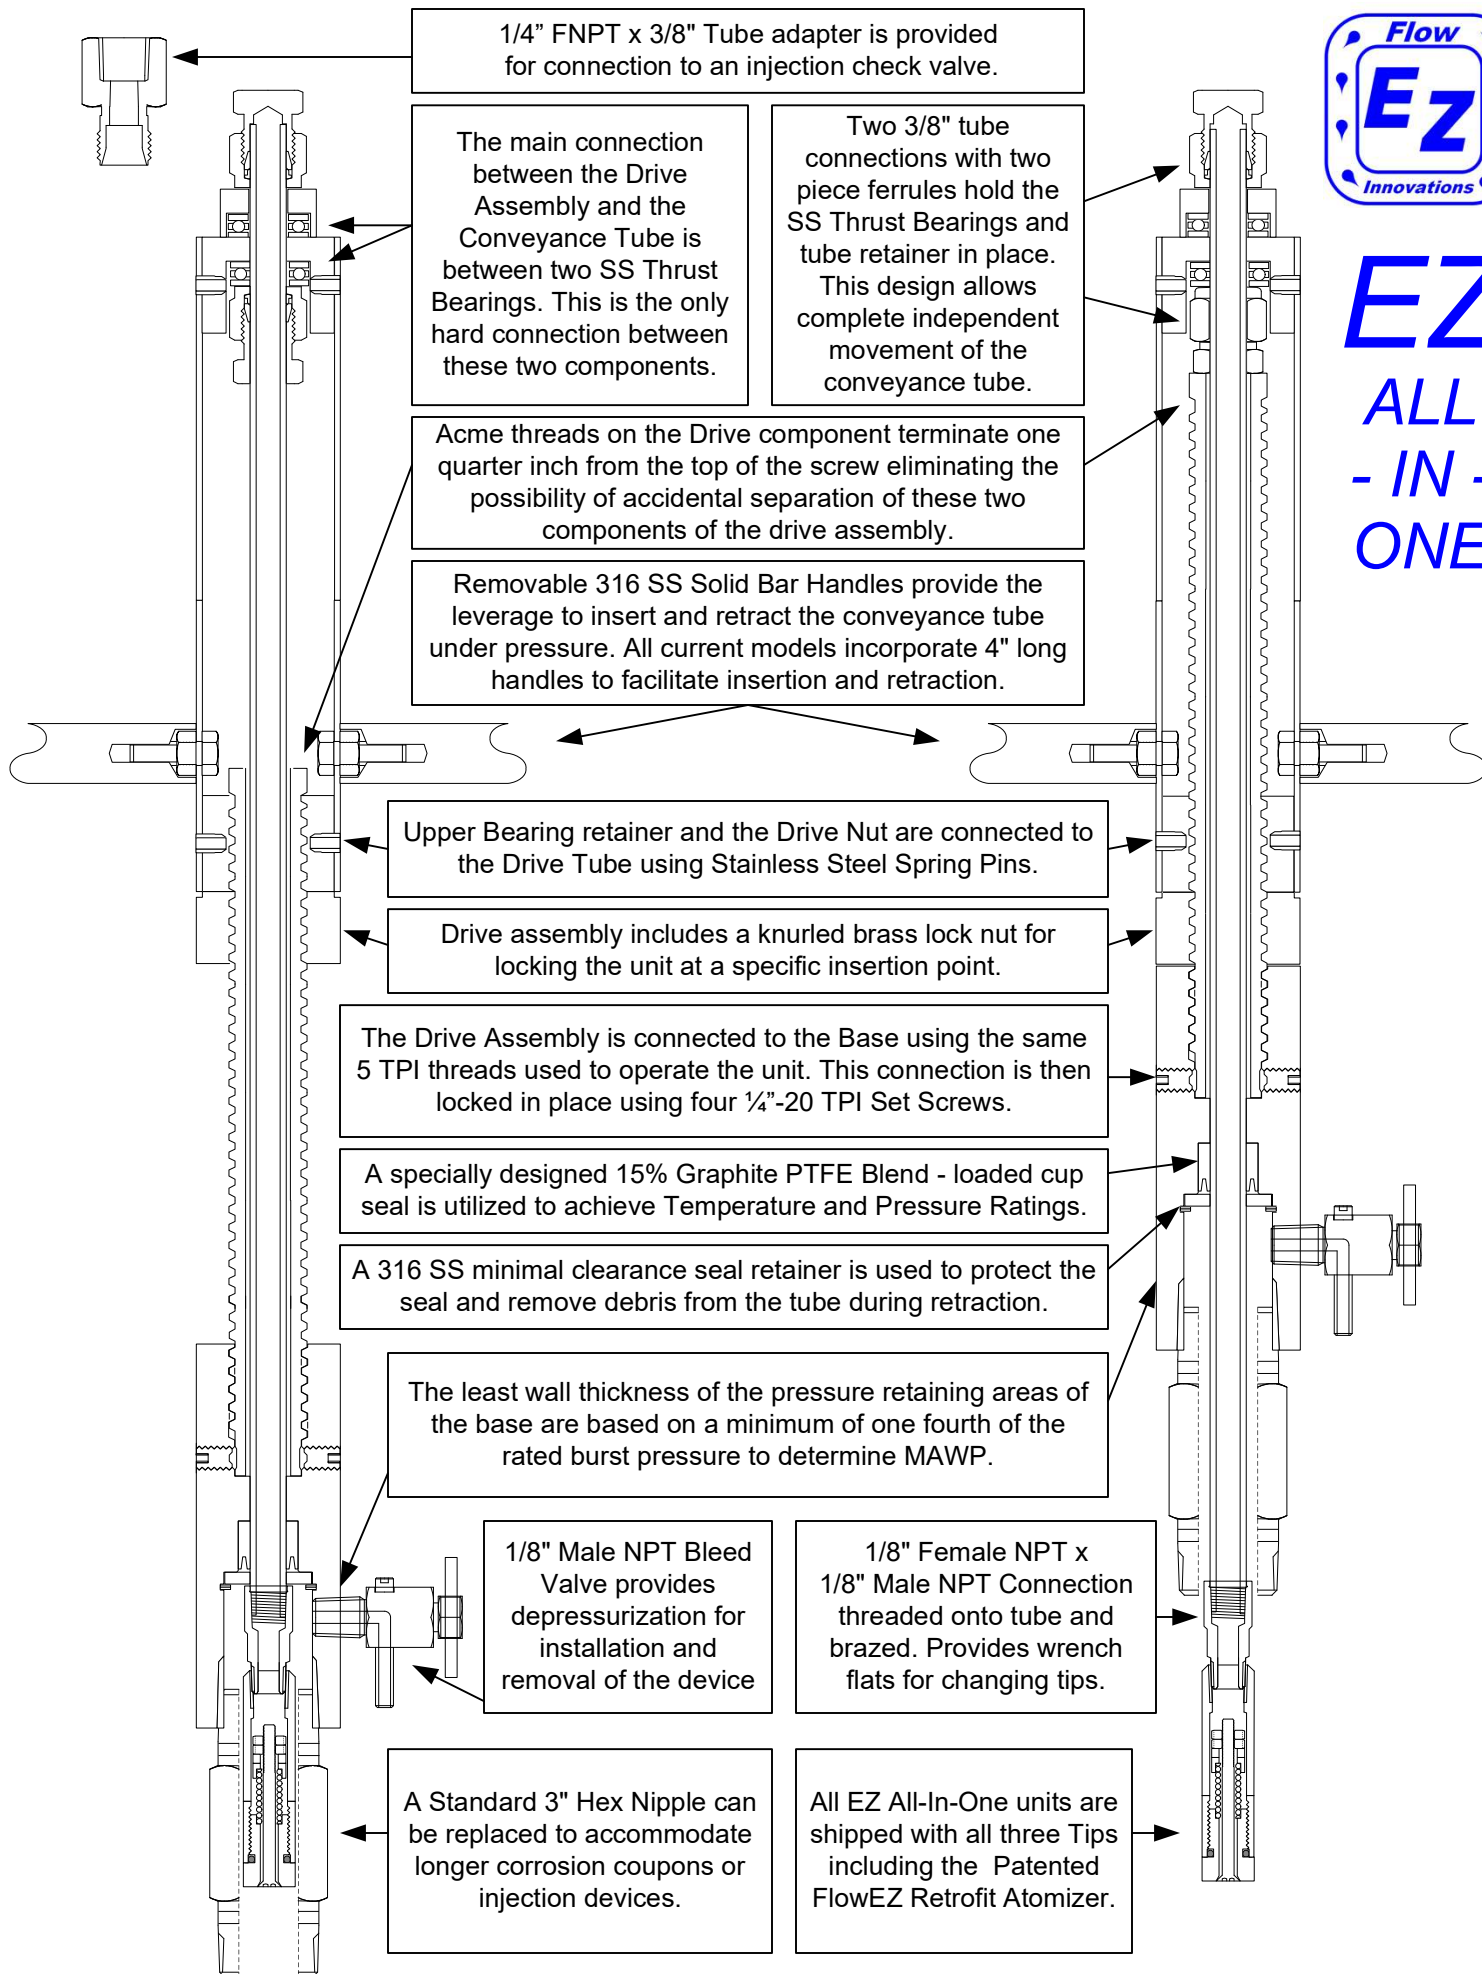 1/4” FNPT x 3/8" Tube adapter is provided
for connection to an injection check valve.
Flow
EZ
Innovations
The main connection
between the Drive
Assembly and the
Conveyance Tube is
between two SS Thrust
Bearings. This is the only
hard connection between
these two components.
Two 3/8" tube
connections with two
piece ferrules hold the
SS Thrust Bearings and
tube retainer in place.
This design allows
complete independent
movement of the
conveyance tube.
EZ
ALL
- IN -
ONE
Acme threads on the Drive component terminate one
quarter inch from the top of the screw eliminating the
possibility of accidental separation of these two
components of the drive assembly.
Removable 316 SS Solid Bar Handles provide the
leverage to insert and retract the conveyance tube
under pressure. All current models incorporate 4" long
handles to facilitate insertion and retraction.
Upper Bearing retainer and the Drive Nut are connected to
the Drive Tube using Stainless Steel Spring Pins.
Drive assembly includes a knurled brass lock nut for
locking the unit at a specific insertion point.
The Drive Assembly is connected to the Base using the same
5 TPI threads used to operate the unit. This connection is then
locked in place using four ¼”-20 TPI Set Screws.
A specially designed 15% Graphite PTFE Blend - loaded cup
seal is utilized to achieve Temperature and Pressure Ratings.
A 316 SS minimal clearance seal retainer is used to protect the
seal and remove debris from the tube during retraction.
The least wall thickness of the pressure retaining areas of
the base are based on a minimum of one fourth of the
rated burst pressure to determine MAWP.
1/8" Male NPT Bleed
Valve provides
depressurization for
installation and
removal of the device
1/8" Female NPT x
1/8" Male NPT Connection
threaded onto tube and
brazed. Provides wrench
flats for changing tips.
A Standard 3" Hex Nipple can
be replaced to accommodate
longer corrosion coupons or
injection devices.
All EZ All-In-One units are
shipped with all three Tips
including the  Patented
FlowEZ Retrofit Atomizer.